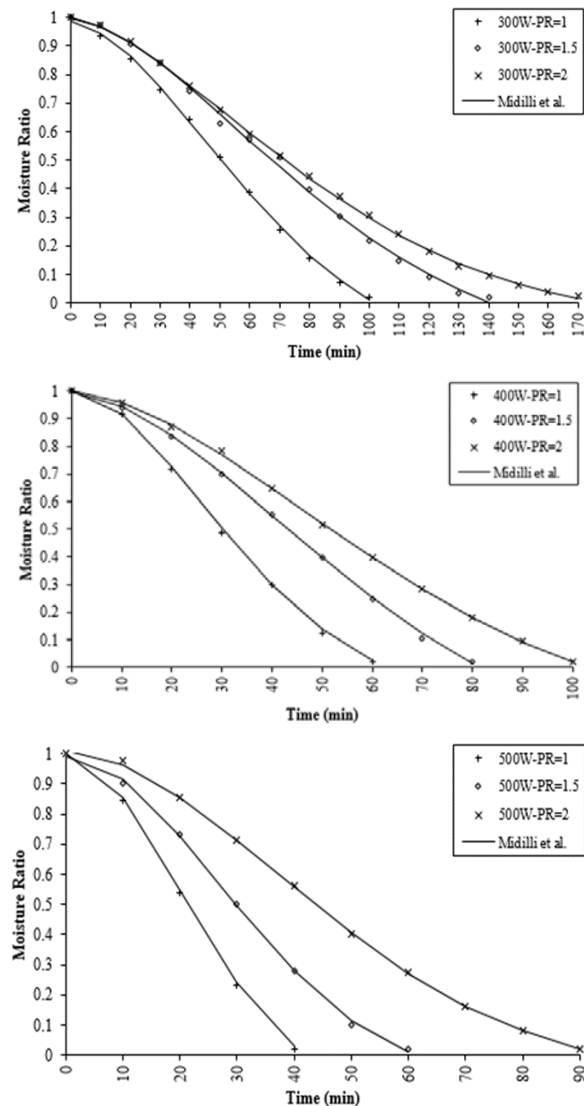 1
0.9
0.8
0.7
0.6
0.5
0.4
0.3
0.2
0.1
0
Moisture Ratio
300W-PR=1
300W-PR=1.5
300W-PR=2
Midilli et al.
0 10 20 30 40 50 60 70 80 90 100 110 120 130 140 150 160 170
Time (min)
1
0.9
0.8
0.7
0.6
0.5
0.4
0.3
0.2
0.1
0
Moisture Ratio
400W-PR=1
400W-PR=1.5
400W-PR=2
Midilli et al.
0 10 20 30 40 50 60 70 80 90 100
Time (min)
1
0.9
0.8
0.7
0.6
0.5
0.4
0.3
0.2
0.1
0
Moisture Ratio
500W-PR=1
500W-PR=1.5
500W-PR=2
Midilli et al.
0 10 20 30 40 50 60 70 80 90
Time (min)